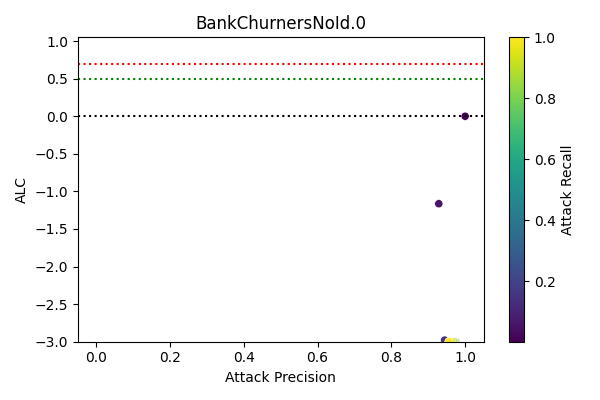 BankChurnersNoId.0
1.0
0.5
0.0
−0.5
−1.0
−1.5
−2.0
−2.5
−3.0
ALC
0.0 0.2 0.4 0.6 0.8 1.0
Attack Precision
1.0
0.8
0.6
0.4
0.2
Attack Recall